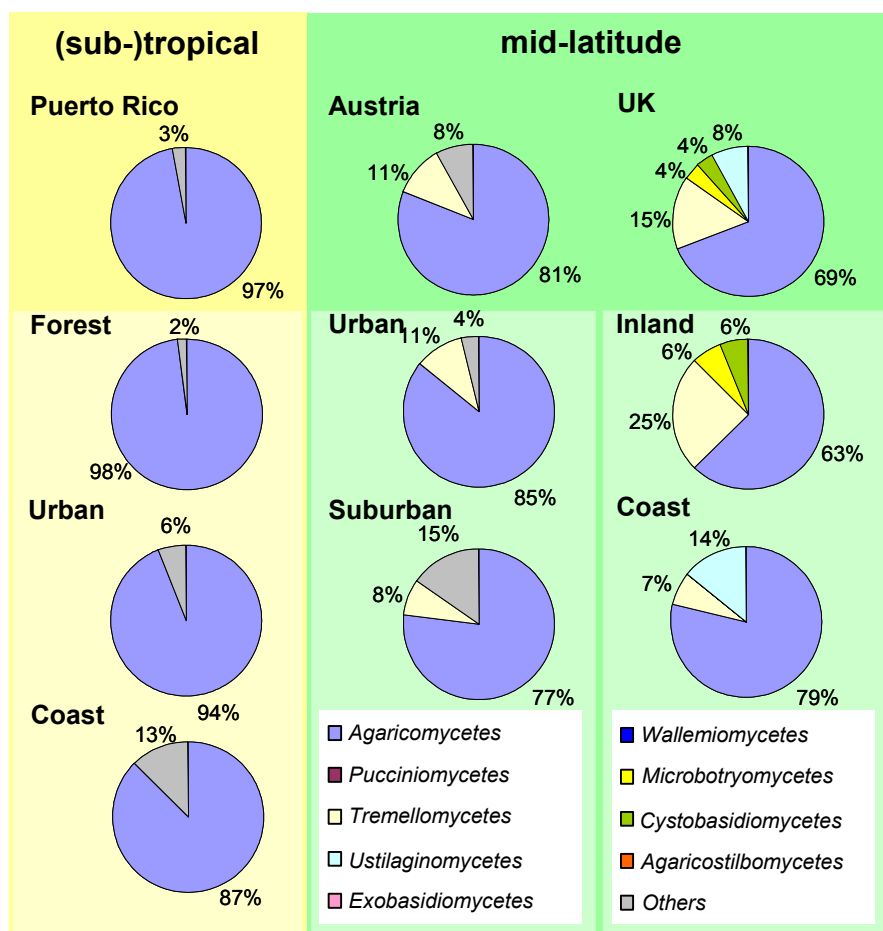 (sub-)tropical
mid-latitude
Puerto Rico
3%
97%
Austria
8%
11%
81%
UK
8%
4%
4%
15%
69%
Forest
2%
98%
Urban
4%
11%
85%
Inland
6%
6%
25%
63%
Urban
6%
94%
Suburban
15%
8%
77%
Coast
14%
7%
79%
Coast
13%
87%
Agaricomycetes
Pucciniomycetes
Tremellomycetes
Ustilaginomycetes
Exobasidiomycetes
Wallemiomycetes
Microbotryomycetes
Cystobasidiomycetes
Agaricostilbomycetes
Others